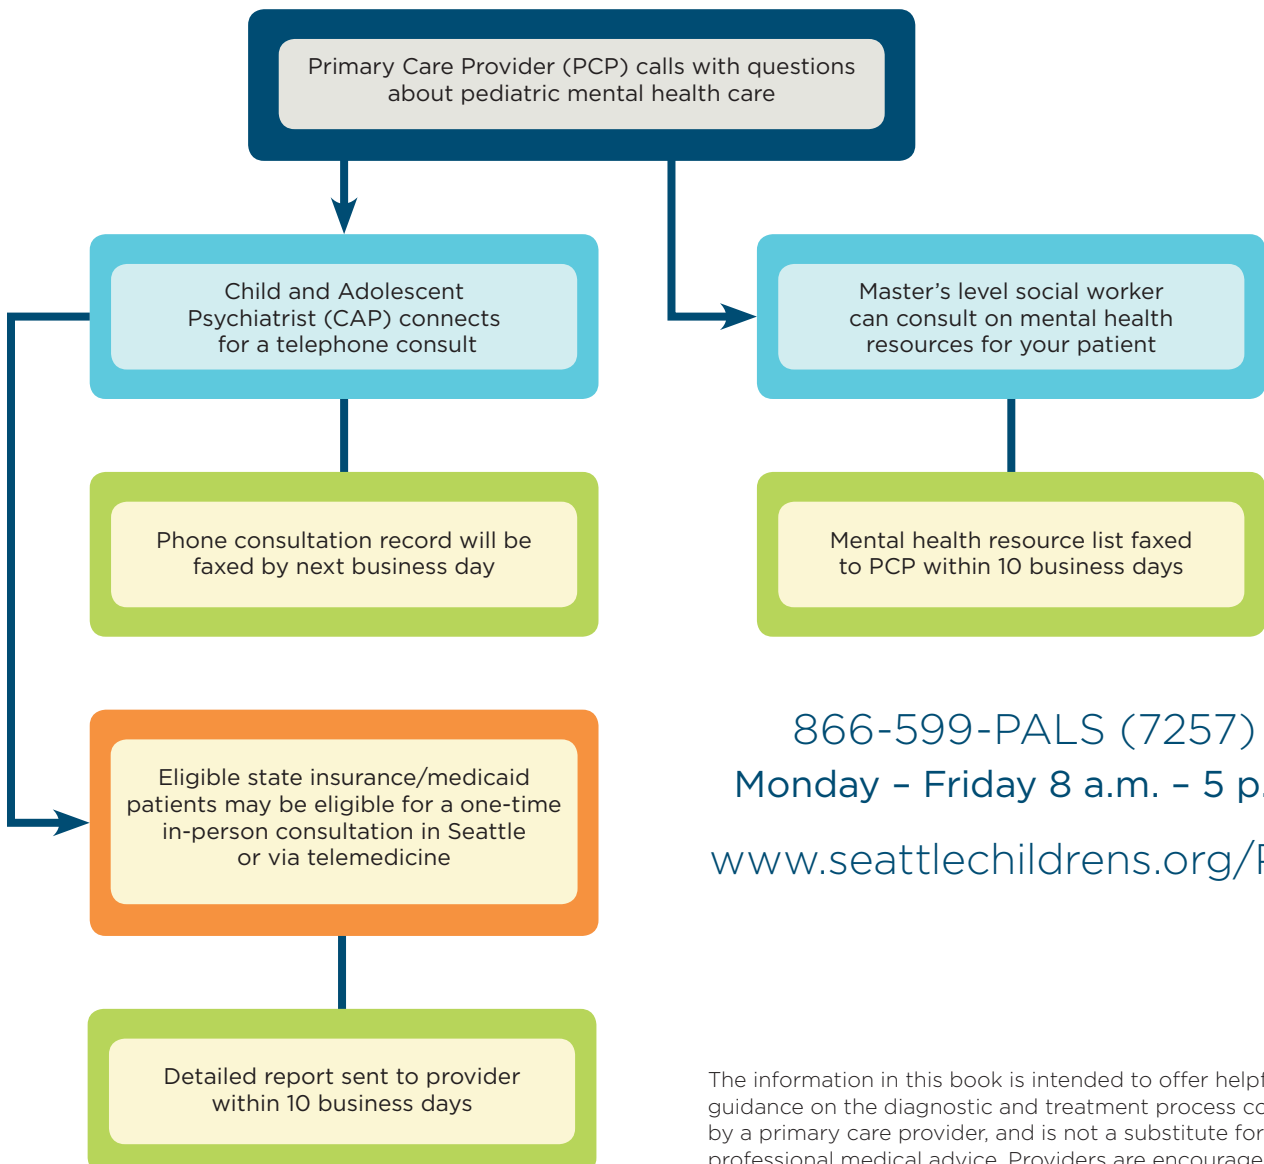 Primary Care Provider (PCP) calls with questions
about pediatric mental health care
Child and Adolescent
Psychiatrist (CAP) connects
for a telephone consult
Master’s level social worker
can consult on mental health
resources for your patient
Phone consultation record will be
faxed by next business day
Mental health resource list faxed
to PCP within 10 business days
Eligible state insurance/medicaid
patients may be eligible for a one-time
in-person consultation in Seattle
or via telemedicine
Detailed report sent to provider
within 10 business days
866-599-PALS (7257)
Monday – Friday 8 a.m. – 5 p.
www.seattlechildrens.org/
The information in this book is intended to offer
guidance on the diagnostic and treatment process
by a primary care provider, and is not a substitute for
professional medical advice. Providers are